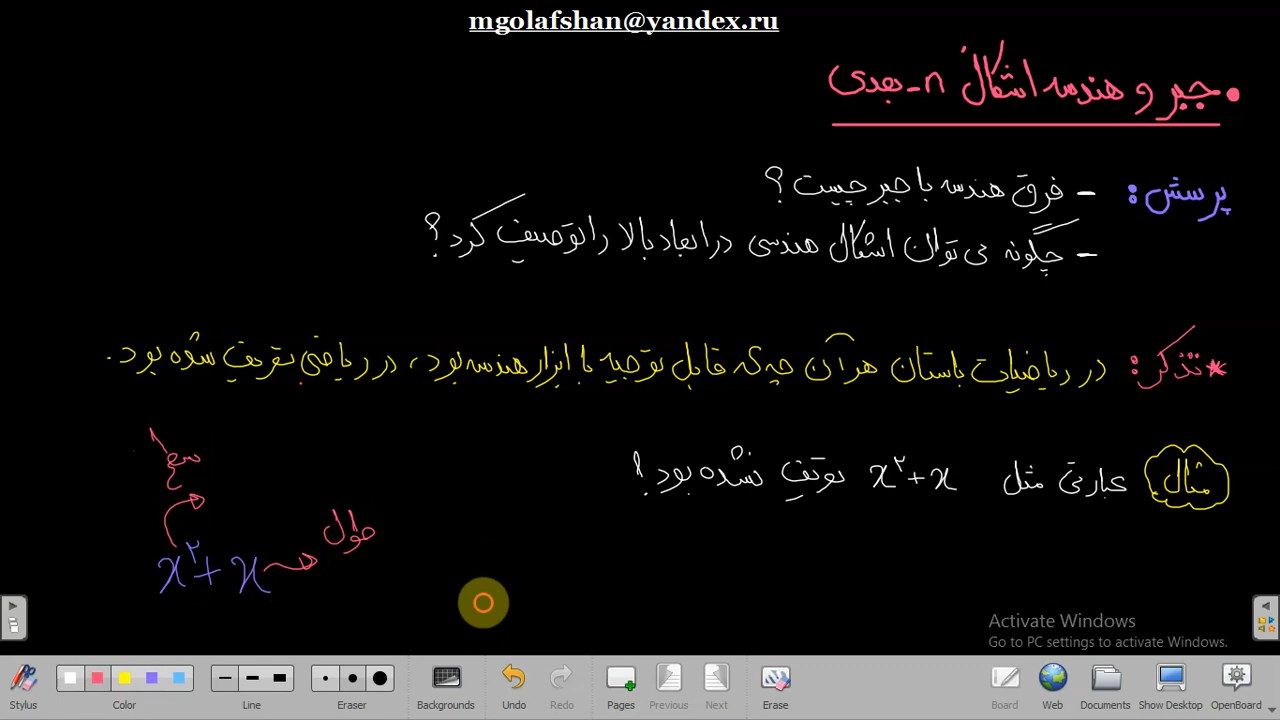 mgolafshan@yandex.ru
• جبر و هندسه اشکال n-بعدی
پرسش: - فرق هندسه با جبر چیست؟
- چگونه می توان اشکال هندسی در ابعاد بالا را توصیف کرد؟
* تذکر: در ریاضیات باستان هر آن چه که قابل توجیه با ابزار هندسه بود، در ریاضی تعریف شده بود.
مثال عبارتی مثل x²+x تعریف نشده بود!
سطح
طول
x²+x
Activate Windows
Go to PC settings to activate Windows.
Stylus Color Line Eraser Backgrounds Undo Redo Pages Previous Next Erase Board Web Documents Show Desktop OpenBoard